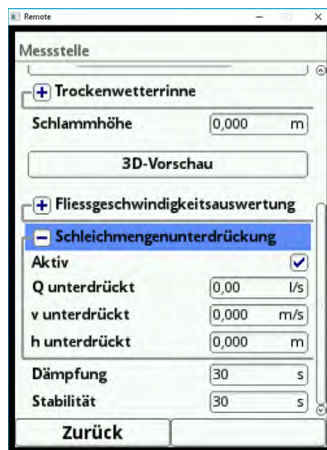 Remote
Messstelle
Trockenwetterrinne
Schlammhöhe 0,000 m
3D-Vorschau
Fliessgeschwindigkeitsauswertung
Schleichmengenunterdrückung
Aktiv
Q unterdrückt 0,00 l/s
v unterdrückt 0,000 m/s
h unterdrückt 0,000 m
Dämpfung 30 s
Stabilität 30 s
Zurück